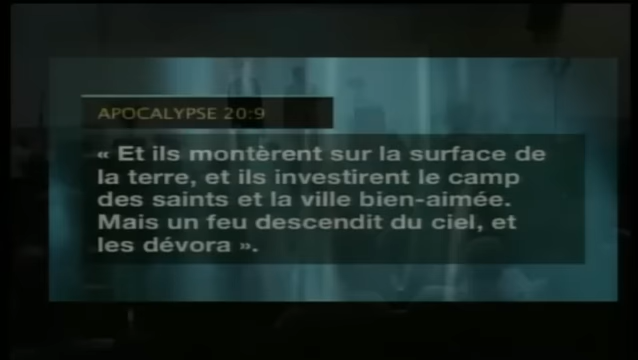 APOCALYPSE 20:9
« Et ils montèrent sur la surface de
la terre, et ils investirent le camp
des saints et la ville bien-aimée.
Mais un feu descendit du ciel, et
les dévora ».